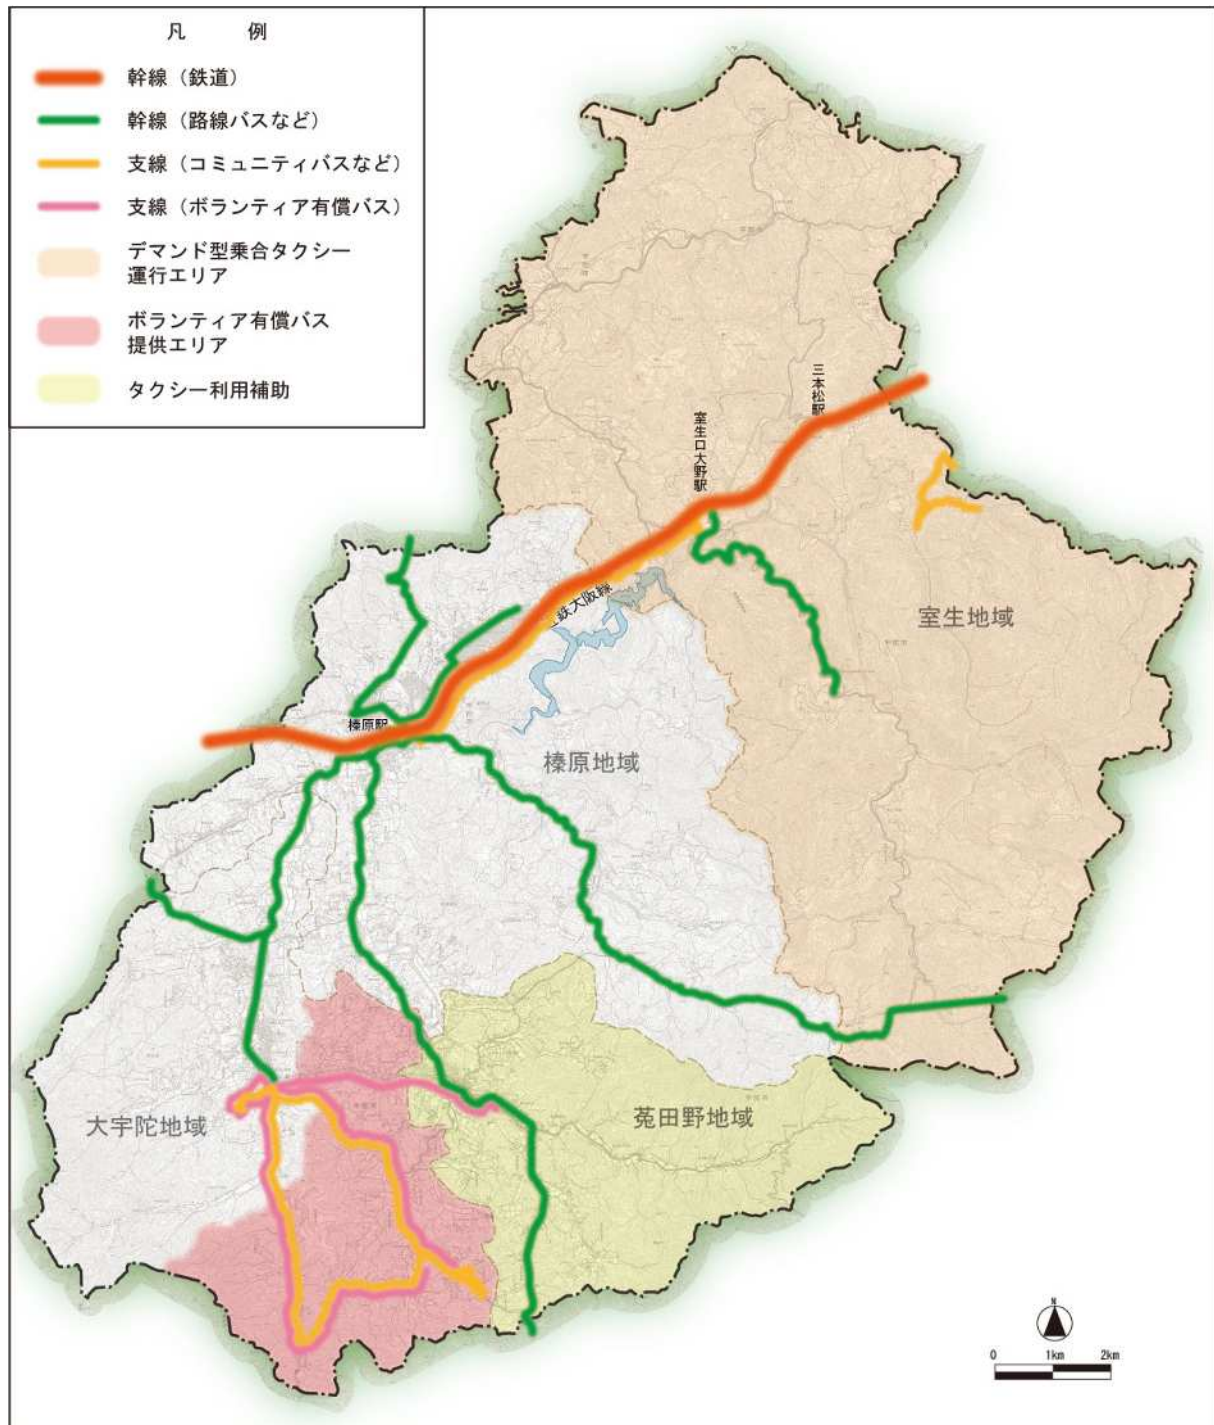 凡 例
幹線（鉄道）
幹線（路線バスなど）
支線（コミュニティバスなど）
支線（ボランティア有償バス）
デマンド型乗合タクシー
運行エリア
ボランティア有償バス
提供エリア
タクシー利用補助
三本松駅
室生口大野駅
鉄大阪線
室生地域
榛原駅
榛原地域
大宇陀地域
菟田野地域
N
0 1km 2km